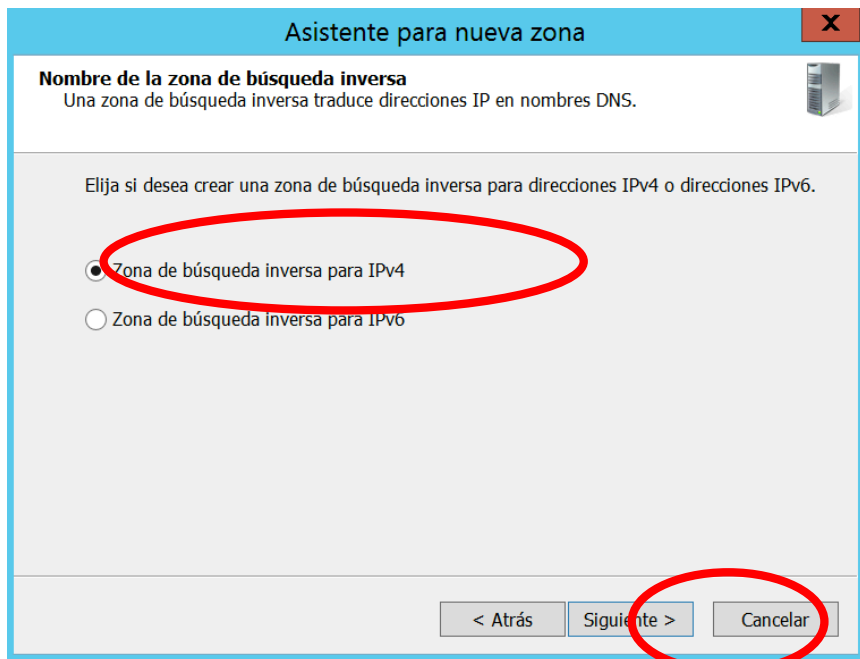 Asistente para nueva zona
X
Nombre de la zona de búsqueda inversa
Una zona de búsqueda inversa traduce direcciones IP en nombres DNS.
Elija si desea crear una zona de búsqueda inversa para direcciones IPv4 o direcciones IPv6.
Zona de búsqueda inversa para IPv4
Zona de búsqueda inversa para IPv6
< Atrás Siguiente > Cancelar